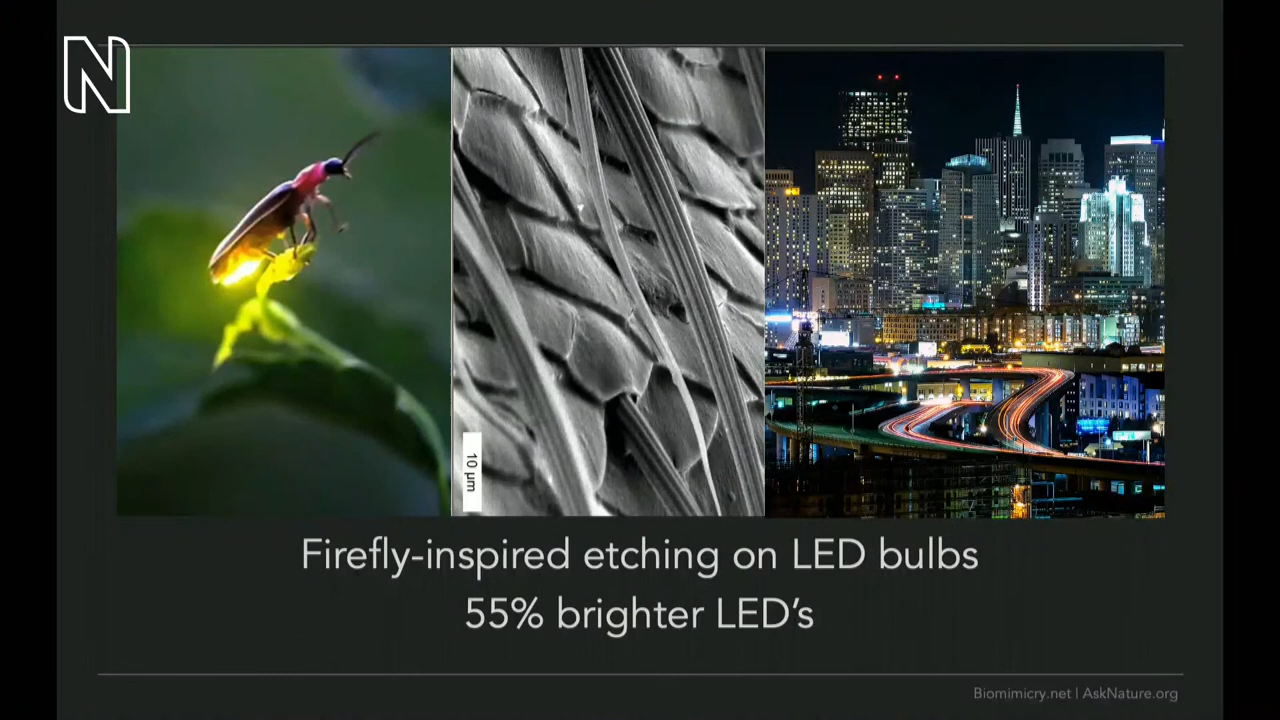 N
10 µm
Firefly-inspired etching on LED bulbs
55% brighter LED’s
Biomimicry.net | AskNature.org